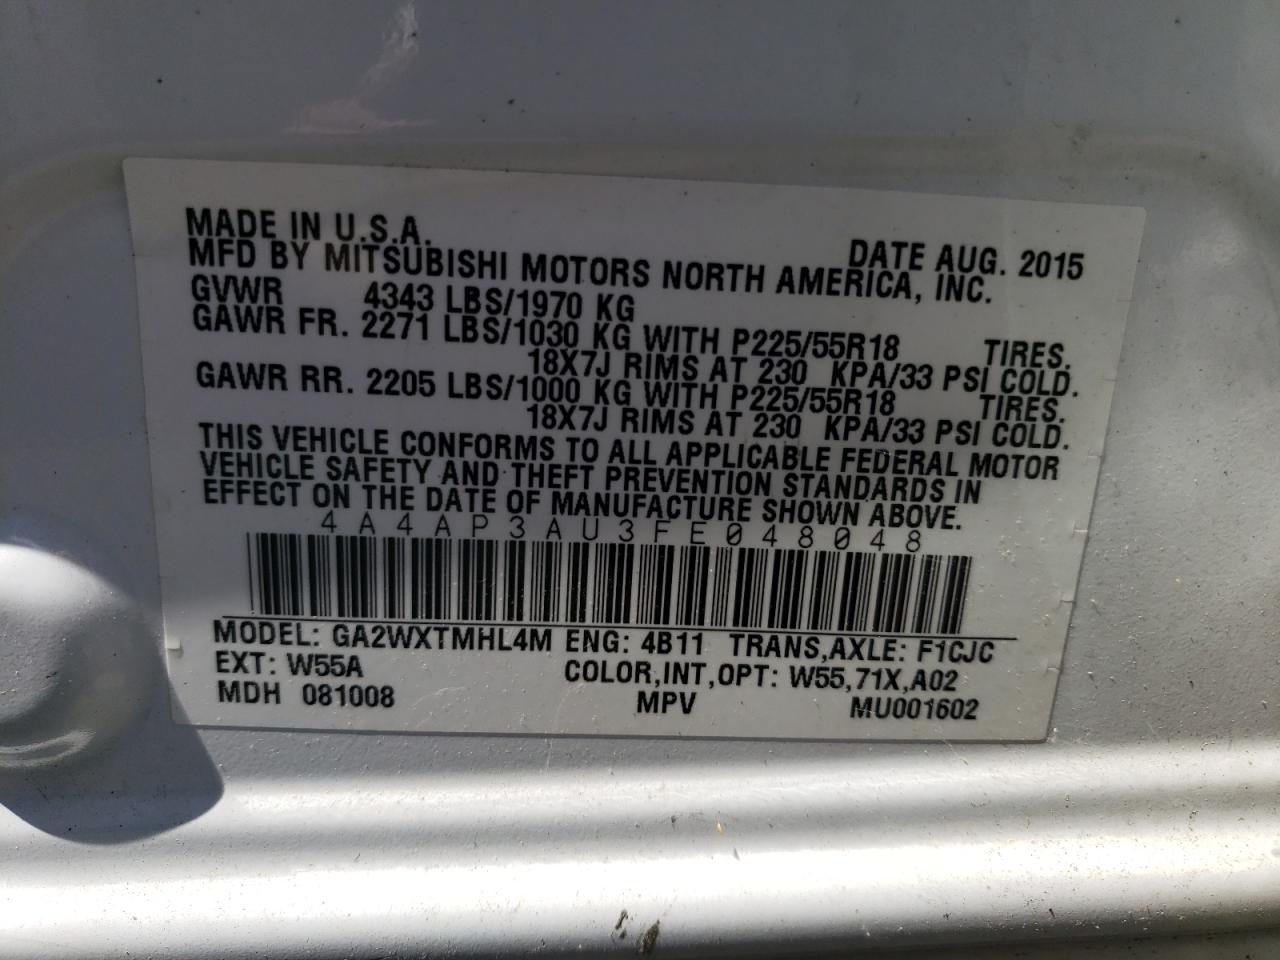 MADE IN U.S.A. DATE AUG. 2015
MFD BY MITSUBISHI MOTORS NORTH AMERICA, INC.
GVWR 4343 LBS/1970 KG
GAWR FR. 2271 LBS/1030 KG WITH P225/55R18 TIRES.
18X7J RIMS AT 230 KPA/33 PSI COLD.
GAWR RR. 2205 LBS/1000 KG WITH P225/55R18 TIRES.
18X7J RIMS AT 230 KPA/33 PSI COLD.
THIS VEHICLE CONFORMS TO ALL APPLICABLE FEDERAL MOTOR
VEHICLE SAFETY AND THEFT PREVENTION STANDARDS IN
EFFECT ON THE DATE OF MANUFACTURE SHOWN ABOVE.
4A4AP3AU3FE048048
MODEL: GA2WXTMHL4M ENG: 4B11 TRANS,AXLE: F1CJC
EXT: W55A COLOR,INT,OPT: W55,71X,A02
MDH 081008 MPV MU001602